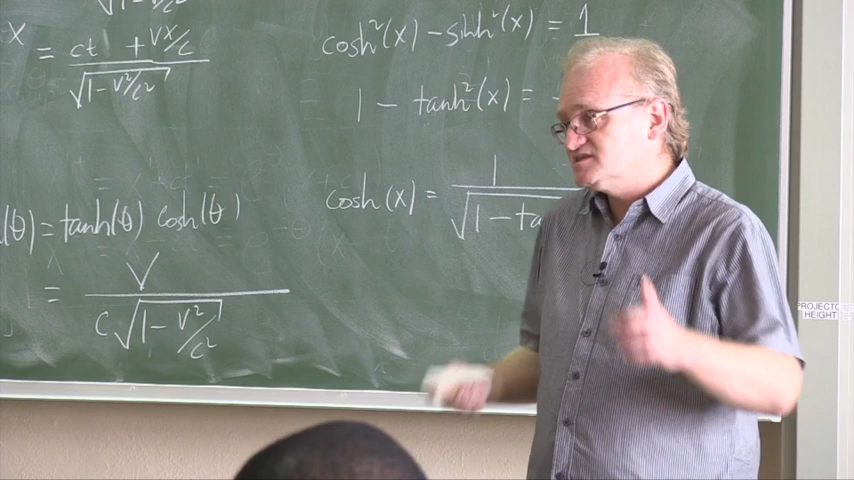 x = (ct + vx/c) / √(1 - v²/c²)
(θ) = tanh(θ) cosh(θ)
= v / (c√(1 - v²/c²))
cosh²(x) - sinh²(x) = 1
1 - tanh²(x) =
cosh(x) = 1 / √(1 - ta
PROJECTOR
HEIGHT